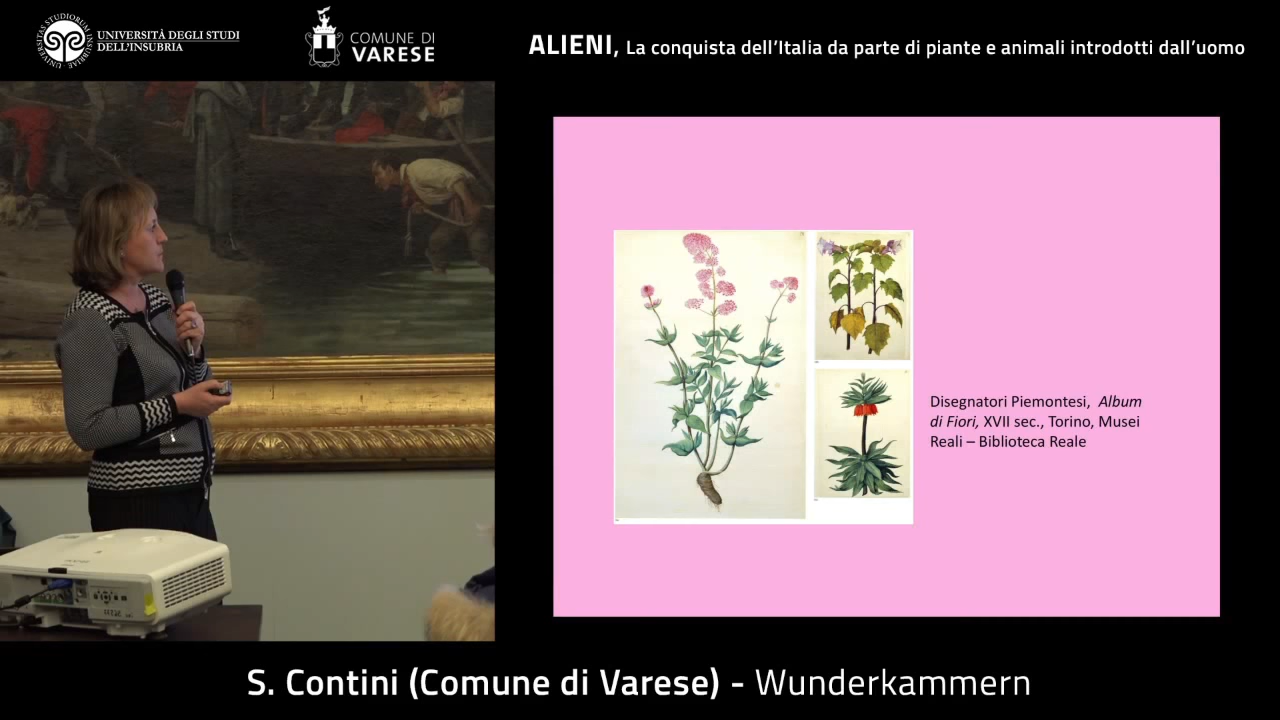 UNIVERSITÀ DEGLI STUDI
DELL'INSUBRIA
COMUNE DI
VARESE
ALIENI, La conquista dell'Italia da parte di piante e animali introdotti dall'uomo
Disegnatori Piemontesi, Album
di Fiori, XVII sec., Torino, Musei
Reali – Biblioteca Reale
S. Contini (Comune di Varese) - Wunderkammern